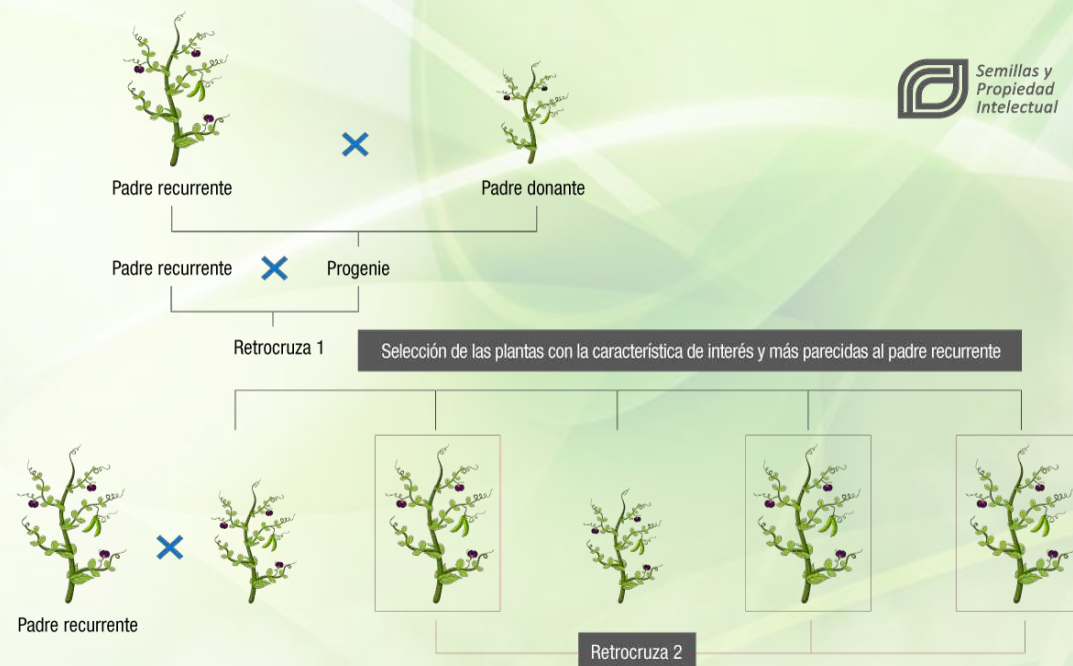 Semillas y
Propiedad
Intelectual
Padre recurrente
Padre donante
Padre recurrente
Progenie
Retrocruza 1
Selección de las plantas con la característica de interés y más parecidas al padre recurrente
Padre recurrente
Retrocruza 2